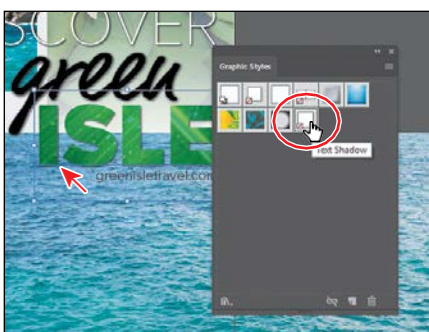 SCOVER
green
ISLE
greenisletravel.com
Graphic Styles
Text Shadow